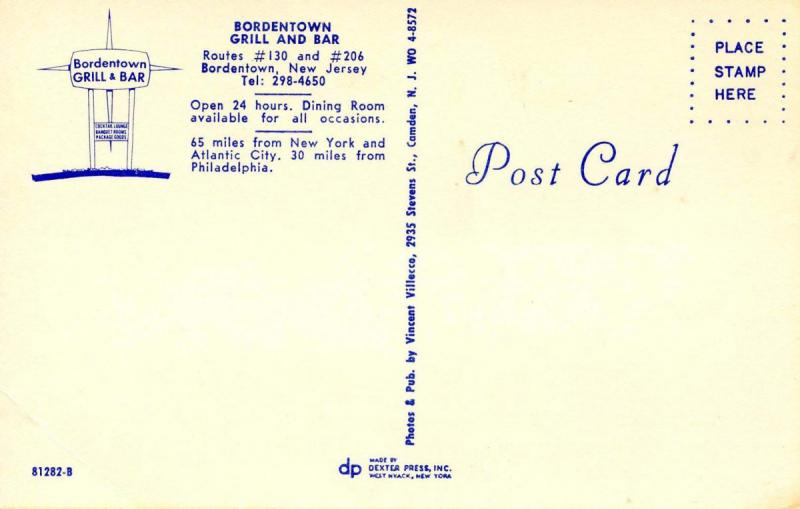 Bordentown
GRILL & BAR
COCKTAIL LOUNGE
BANQUET ROOMS
PACKAGE GOODS
BORDENTOWN
GRILL AND BAR
Routes #130 and #206
Bordentown, New Jersey
Tel: 298-4650
Open 24 hours. Dining Room
available for all occasions.
65 miles from New York and
Atlantic City. 30 miles from
Philadelphia.
81282-B
Photos & Pub. by Vincent Villecco, 2935 Stevens St., Camden, N. J. WO 4-8572
dp
MADE BY
DEXTER PRESS, INC.
WEST NYACK, NEW YORK
PLACE
STAMP
HERE
Post Card